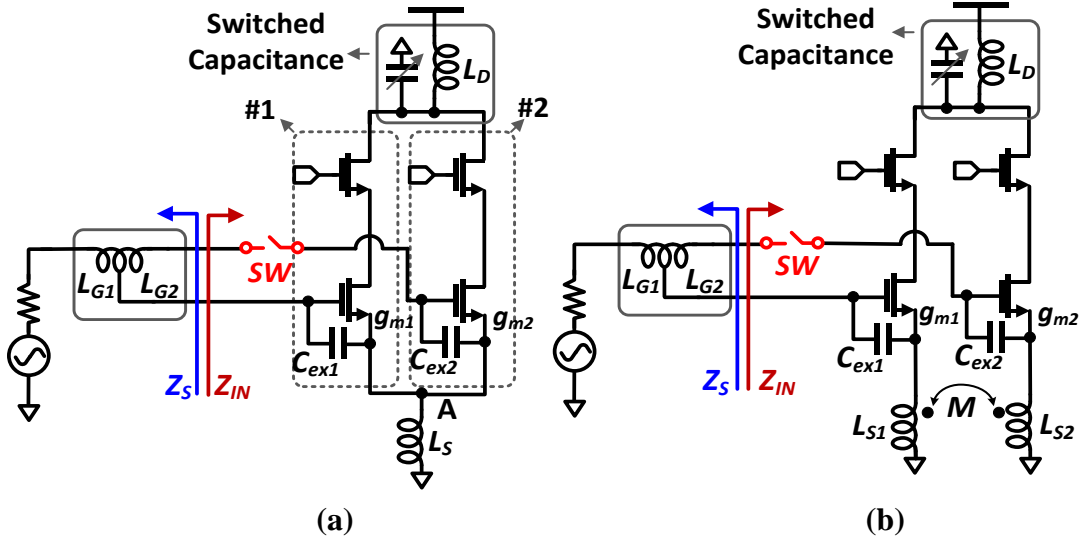 Switched
Capacitance
L_D
#1
#2
L_G1
L_G2
SW
g_m1
g_m2
C_ex1
C_ex2
Z_S
Z_IN
A
L_S
(a)
Switched
Capacitance
L_D
L_G1
L_G2
SW
g_m1
g_m2
C_ex1
C_ex2
Z_S
Z_IN
L_S1
M
L_S2
(b)